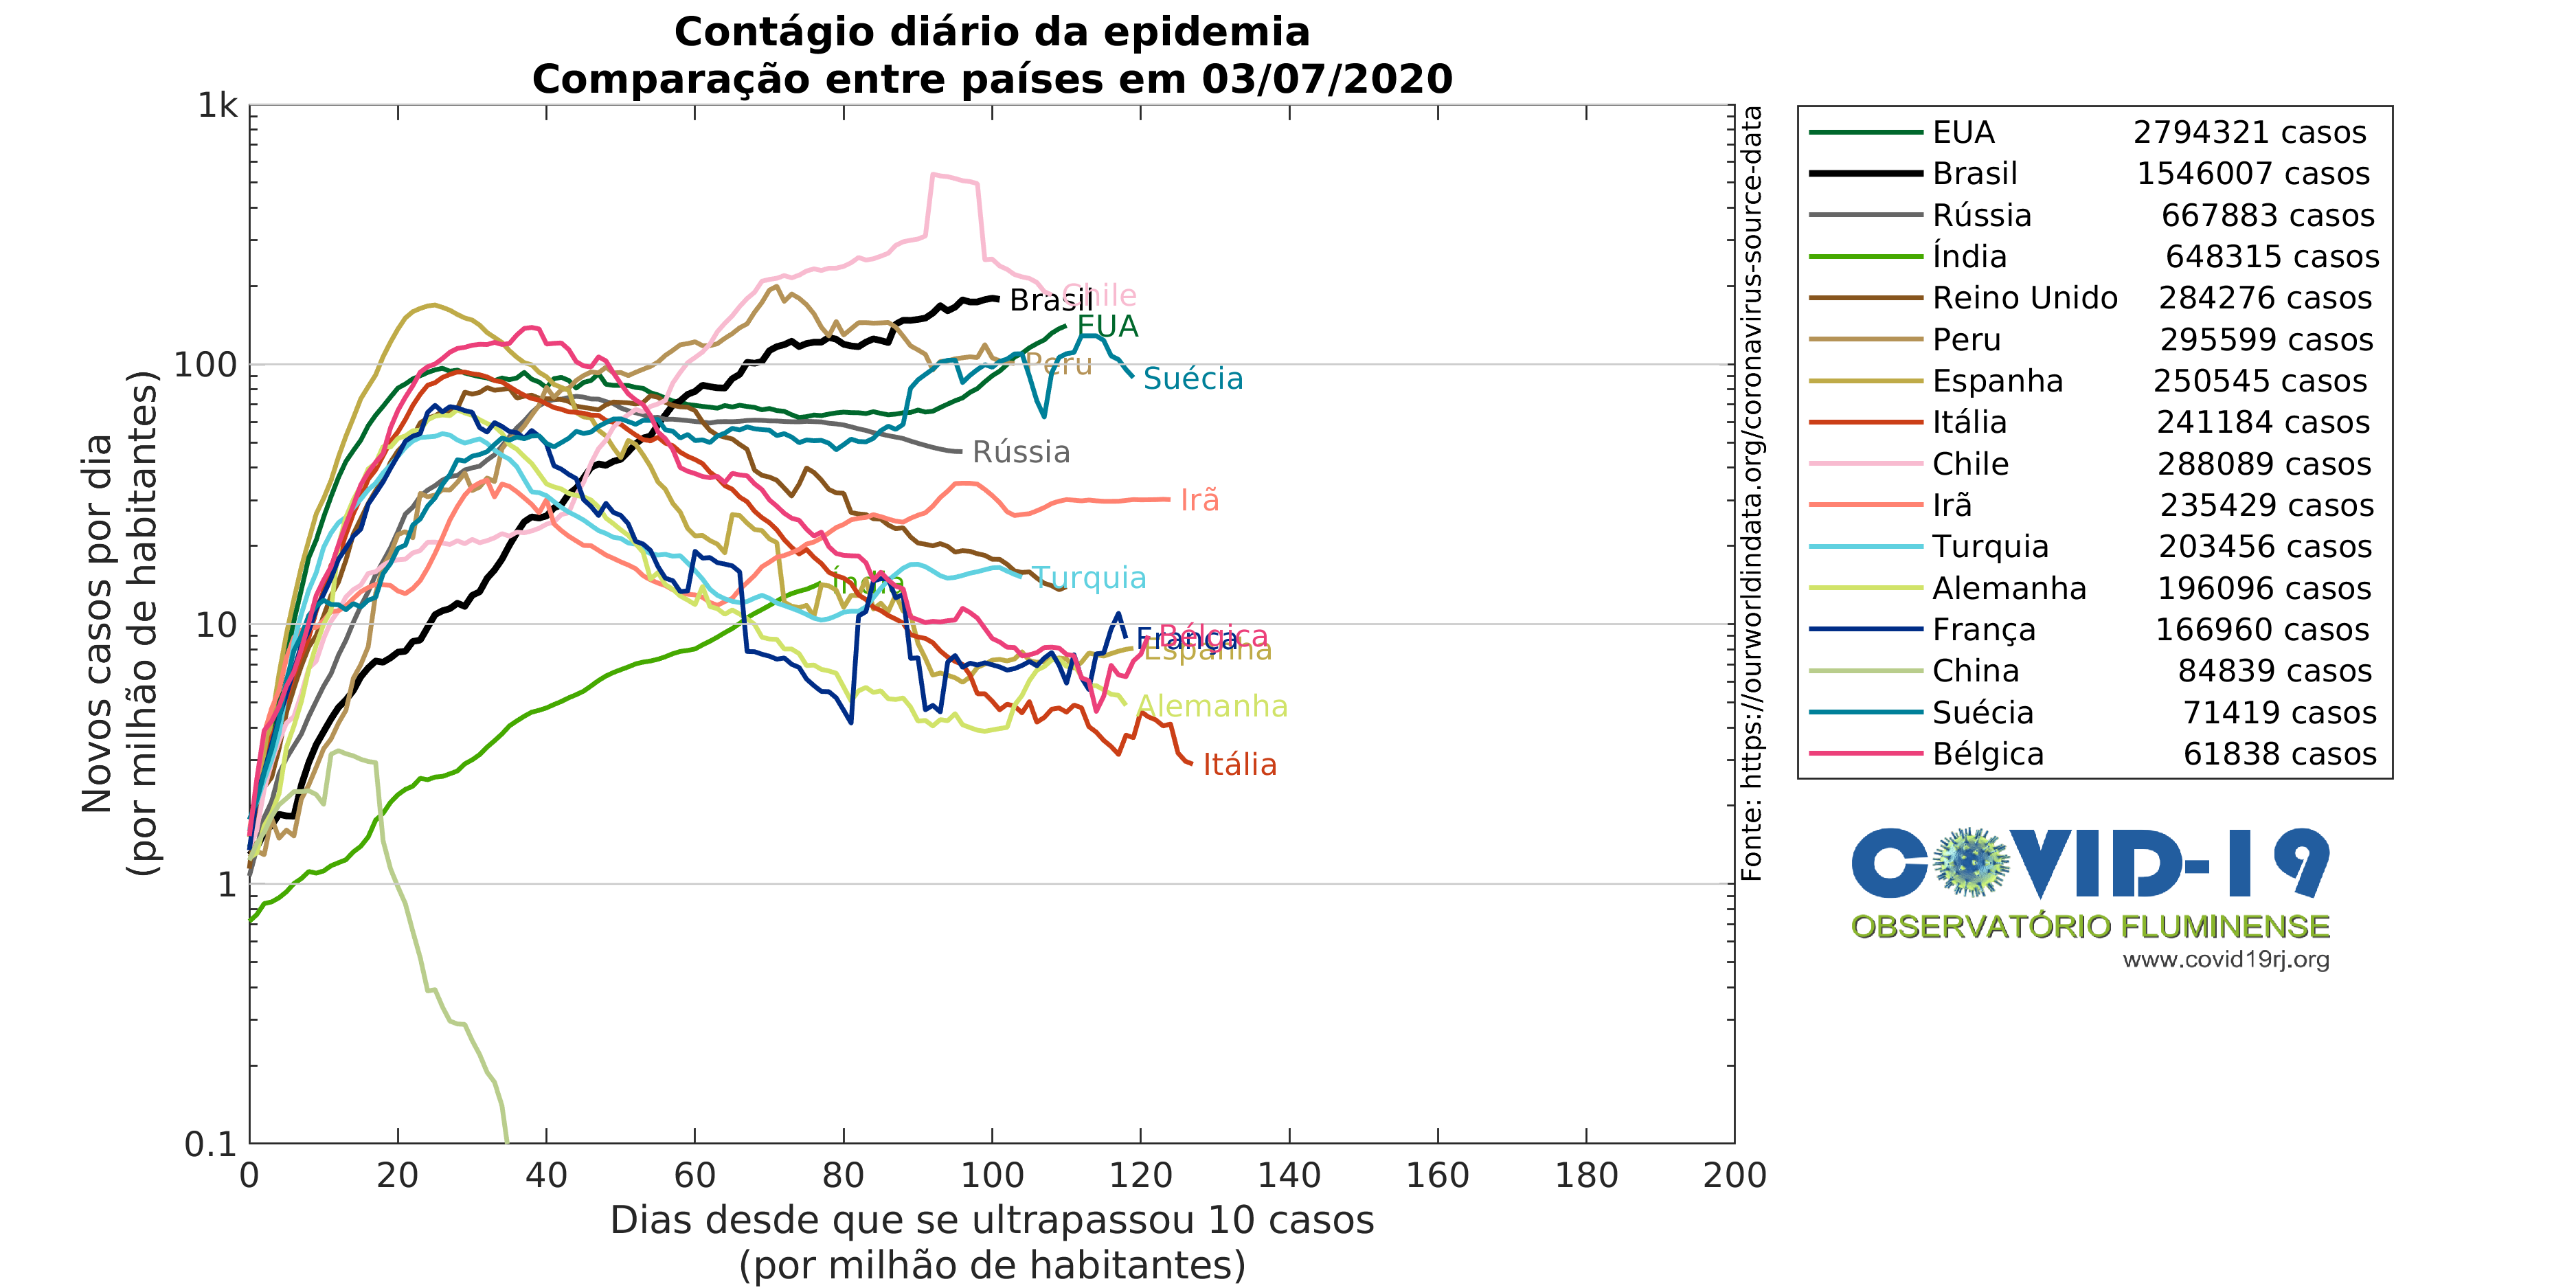 Contágio diário da epidemia
Comparação entre países em 03/07/2020
Novos casos por dia
(por milhão de habitantes)
1k
100
10
1
0.1
0 20 40 60 80 100 120 140 160 180 200
Dias desde que se ultrapassou 10 casos
(por milhão de habitantes)
Chile
Brasil
EUA
Peru
Suécia
Rússia
Irã
Turquia
Índia
França
Bélgica
Espanha
Alemanha
Itália
Fonte: https://ourworldindata.org/coronavirus-source-data
EUA 2794321 casos
Brasil 1546007 casos
Rússia 667883 casos
Índia 648315 casos
Reino Unido 284276 casos
Peru 295599 casos
Espanha 250545 casos
Itália 241184 casos
Chile 288089 casos
Irã 235429 casos
Turquia 203456 casos
Alemanha 196096 casos
França 166960 casos
China 84839 casos
Suécia 71419 casos
Bélgica 61838 casos
COVID-19
OBSERVATÓRIO FLUMINENSE
www.covid19rj.org